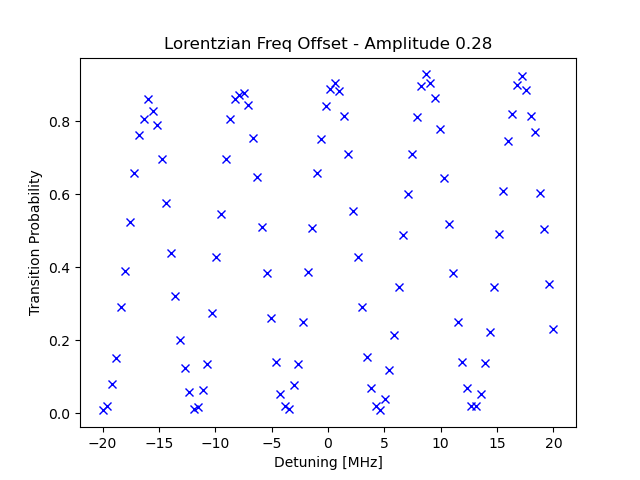 Lorentzian Freq Offset - Amplitude 0.28
Transition Probability
0.8
0.6
0.4
0.2
0.0
−20 −15 −10 −5 0 5 10 15 20
Detuning [MHz]